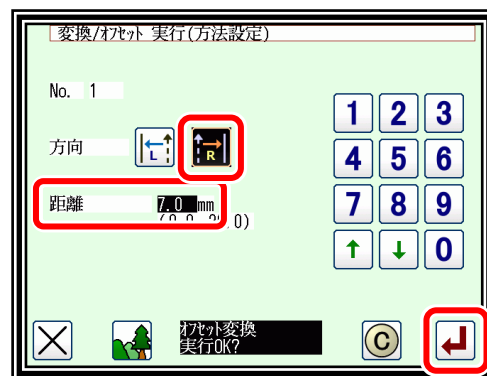 変換/ｵﾌｾｯﾄ 実行(方法設定)
No. 1
方向 L R
距離 7.0 mm
1 2 3
4 5 6
7 8 9
↑ ↓ 0
ｵﾌｾｯﾄ変換
実行OK?
C